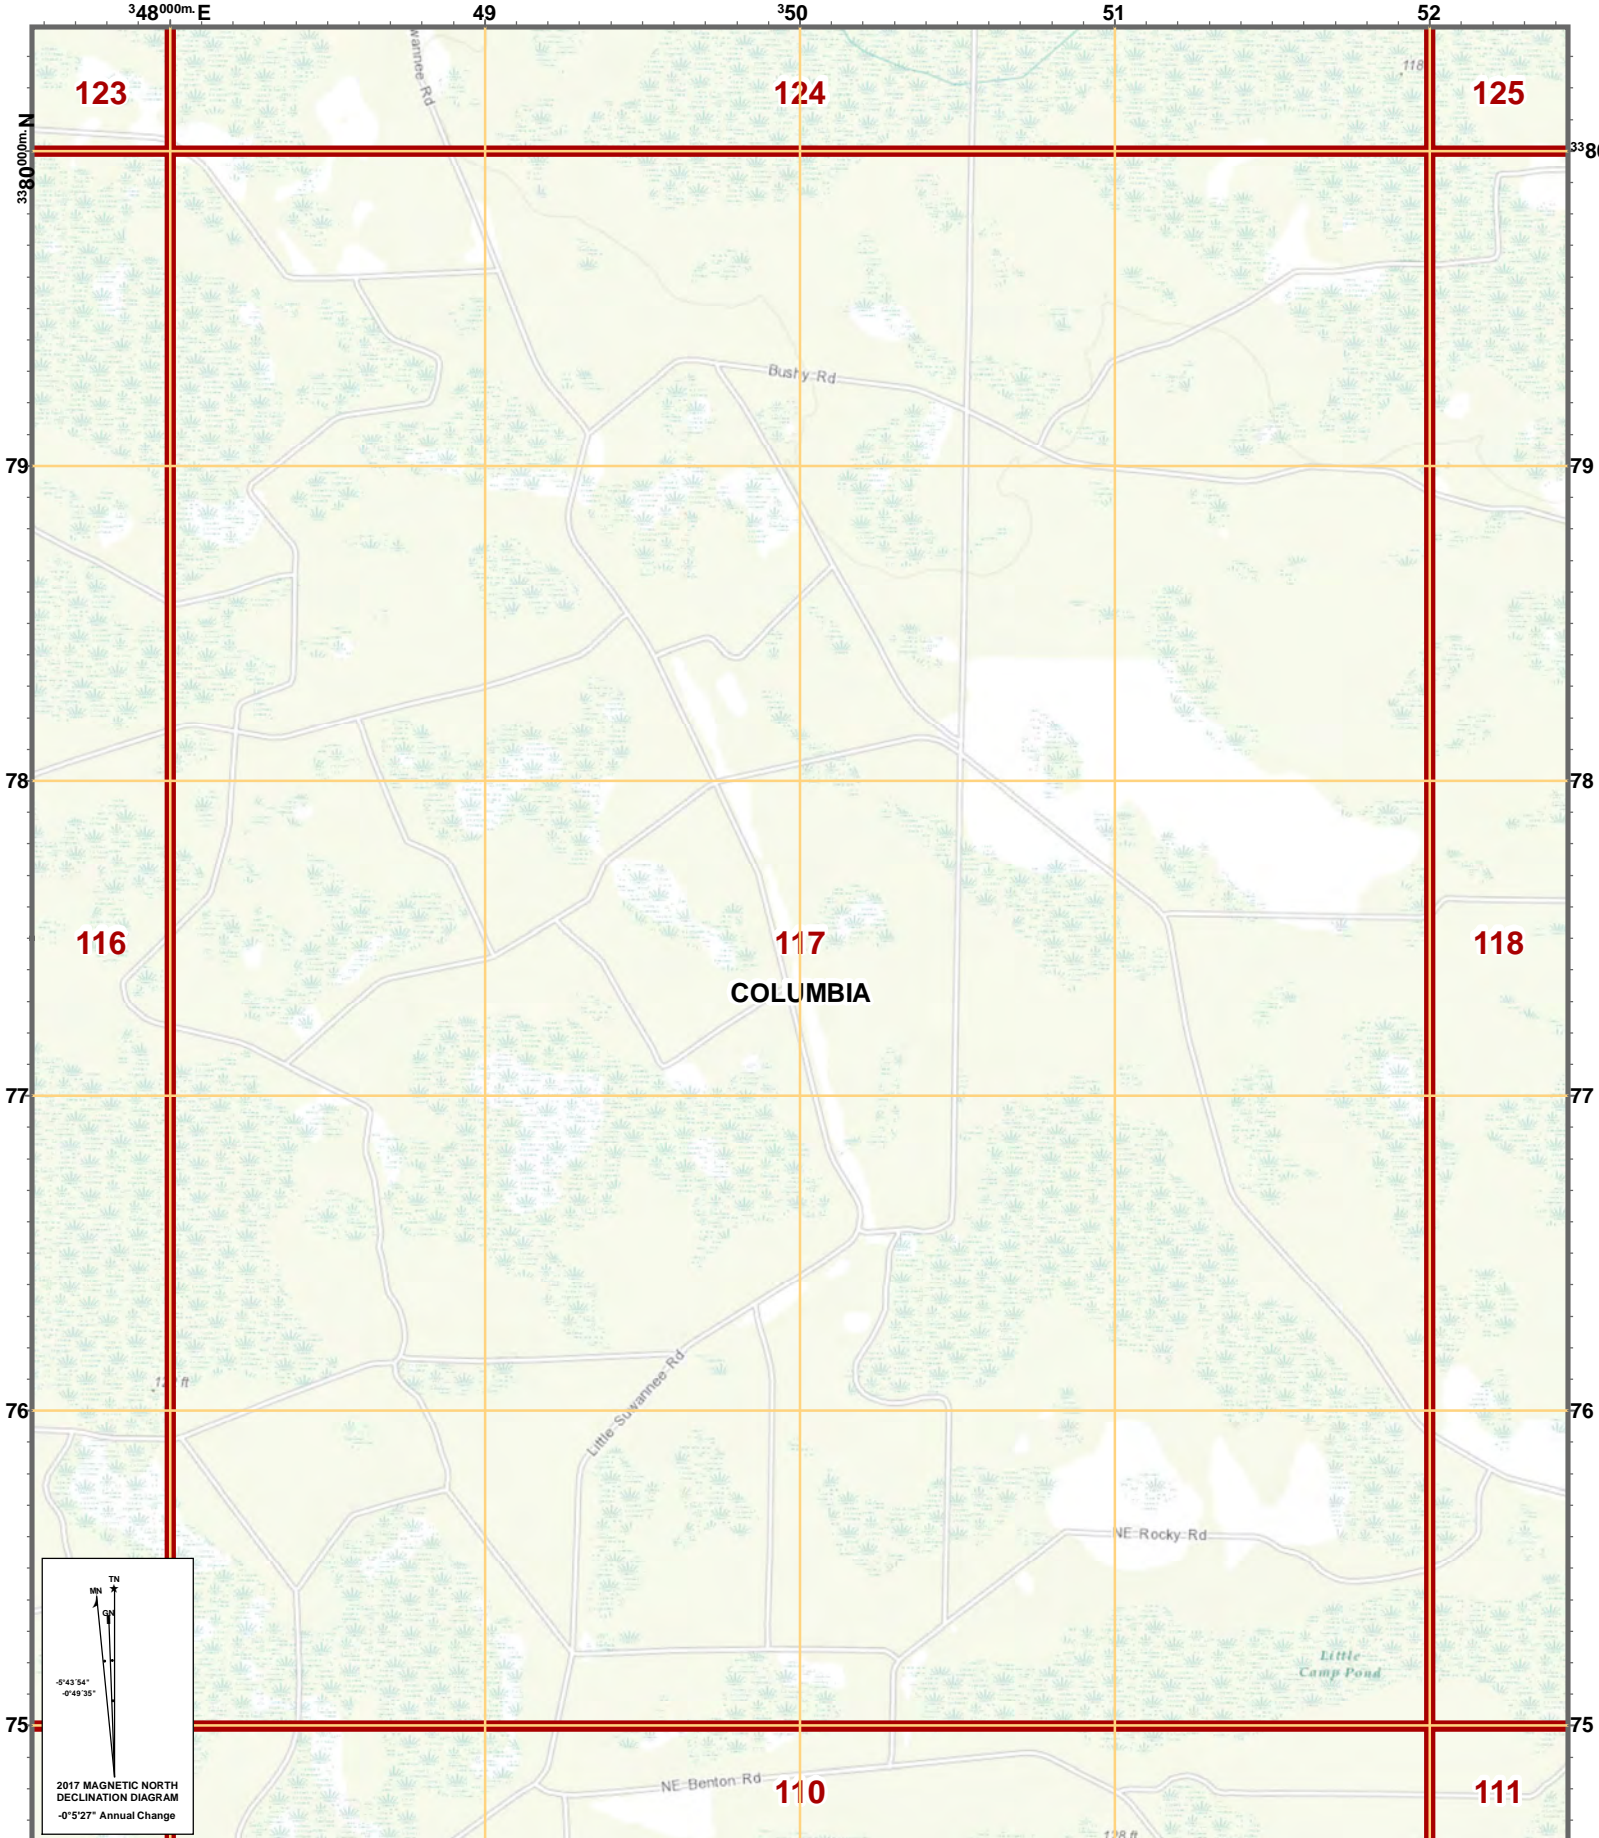 348000m. E
49
350
51
52
wannee Rd
118
123
124
125
3380000m. N
3380
Bushy Rd
79
79
78
78
116
117
118
COLUMBIA
77
77
ft
Little Suwannee Rd
76
76
NE Rocky Rd
TN
MN
GN
Little
Camp Pond
-5°43'54"
-0°49'35"
75
75
2017 MAGNETIC NORTH
DECLINATION DIAGRAM
-0°5'27" Annual Change
NE Benton Rd
110
111
128 ft